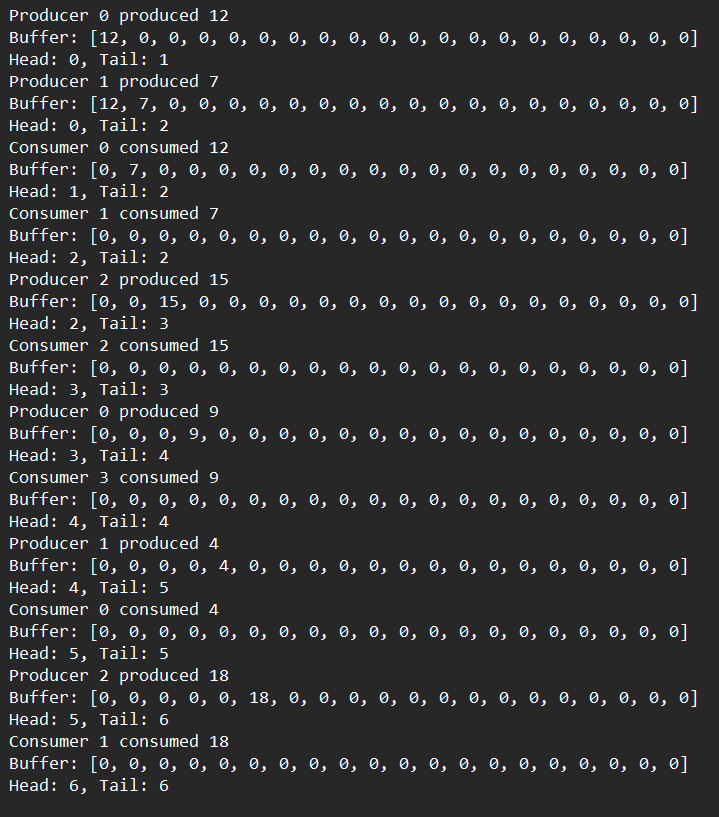 Producer 0 produced 12
Buffer: [12, 0, 0, 0, 0, 0, 0, 0, 0, 0, 0, 0, 0, 0, 0, 0, 0, 0, 0, 0]
Head: 0, Tail: 1
Producer 1 produced 7
Buffer: [12, 7, 0, 0, 0, 0, 0, 0, 0, 0, 0, 0, 0, 0, 0, 0, 0, 0, 0, 0]
Head: 0, Tail: 2
Consumer 0 consumed 12
Buffer: [0, 7, 0, 0, 0, 0, 0, 0, 0, 0, 0, 0, 0, 0, 0, 0, 0, 0, 0, 0]
Head: 1, Tail: 2
Consumer 1 consumed 7
Buffer: [0, 0, 0, 0, 0, 0, 0, 0, 0, 0, 0, 0, 0, 0, 0, 0, 0, 0, 0, 0]
Head: 2, Tail: 2
Producer 2 produced 15
Buffer: [0, 0, 15, 0, 0, 0, 0, 0, 0, 0, 0, 0, 0, 0, 0, 0, 0, 0, 0, 0]
Head: 2, Tail: 3
Consumer 2 consumed 15
Buffer: [0, 0, 0, 0, 0, 0, 0, 0, 0, 0, 0, 0, 0, 0, 0, 0, 0, 0, 0, 0]
Head: 3, Tail: 3
Producer 0 produced 9
Buffer: [0, 0, 0, 9, 0, 0, 0, 0, 0, 0, 0, 0, 0, 0, 0, 0, 0, 0, 0, 0]
Head: 3, Tail: 4
Consumer 3 consumed 9
Buffer: [0, 0, 0, 0, 0, 0, 0, 0, 0, 0, 0, 0, 0, 0, 0, 0, 0, 0, 0, 0]
Head: 4, Tail: 4
Producer 1 produced 4
Buffer: [0, 0, 0, 0, 4, 0, 0, 0, 0, 0, 0, 0, 0, 0, 0, 0, 0, 0, 0, 0]
Head: 4, Tail: 5
Consumer 0 consumed 4
Buffer: [0, 0, 0, 0, 0, 0, 0, 0, 0, 0, 0, 0, 0, 0, 0, 0, 0, 0, 0, 0]
Head: 5, Tail: 5
Producer 2 produced 18
Buffer: [0, 0, 0, 0, 0, 18, 0, 0, 0, 0, 0, 0, 0, 0, 0, 0, 0, 0, 0, 0]
Head: 5, Tail: 6
Consumer 1 consumed 18
Buffer: [0, 0, 0, 0, 0, 0, 0, 0, 0, 0, 0, 0, 0, 0, 0, 0, 0, 0, 0, 0]
Head: 6, Tail: 6